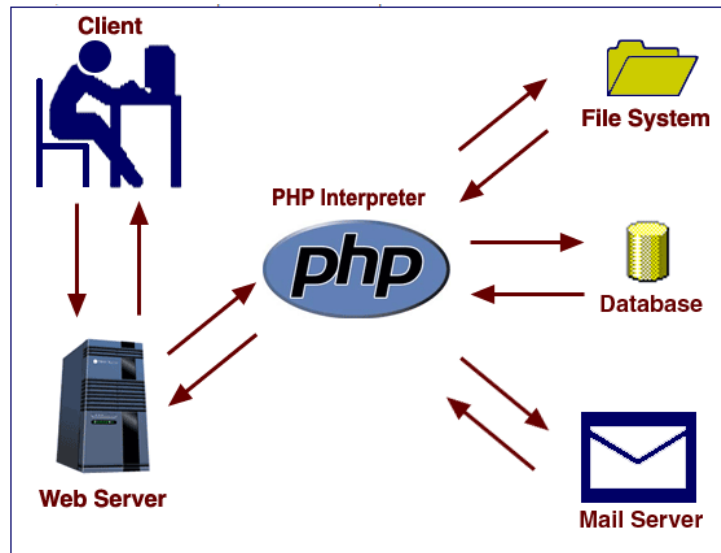 Client
File System
PHP Interpreter
php
Database
Web Server
Mail Server